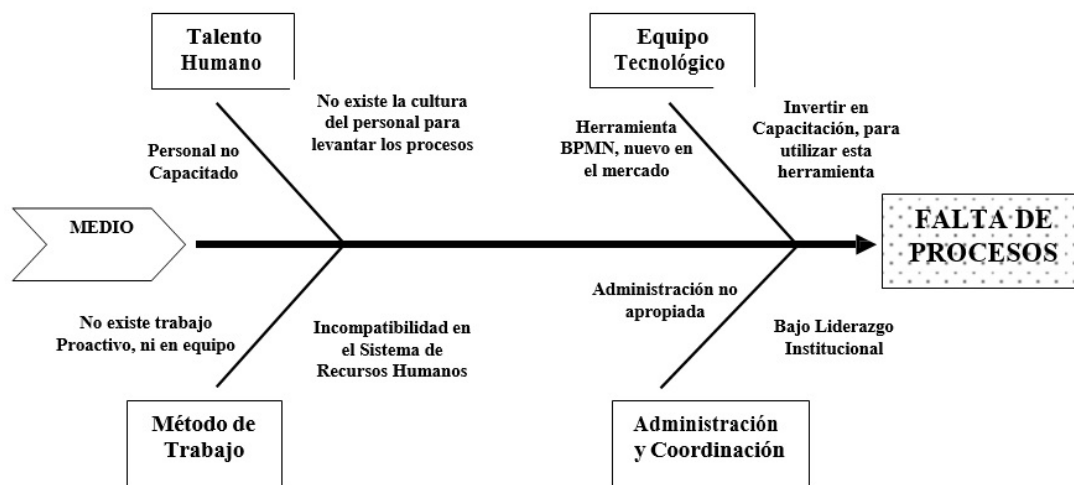 Talento
Humano
Equipo
Tecnológico
No existe la cultura
del personal para
levantar los procesos
Personal no
Capacitado
Herramienta
BPMN, nuevo en
el mercado
Invertir en
Capacitación, para
utilizar esta
herramienta
MEDIO
FALTA DE
PROCESOS
No existe trabajo
Proactivo, ni en equipo
Incompatibilidad en
el Sistema de
Recursos Humanos
Administración no
apropiada
Bajo Liderazgo
Institucional
Método de
Trabajo
Administración
y Coordinación